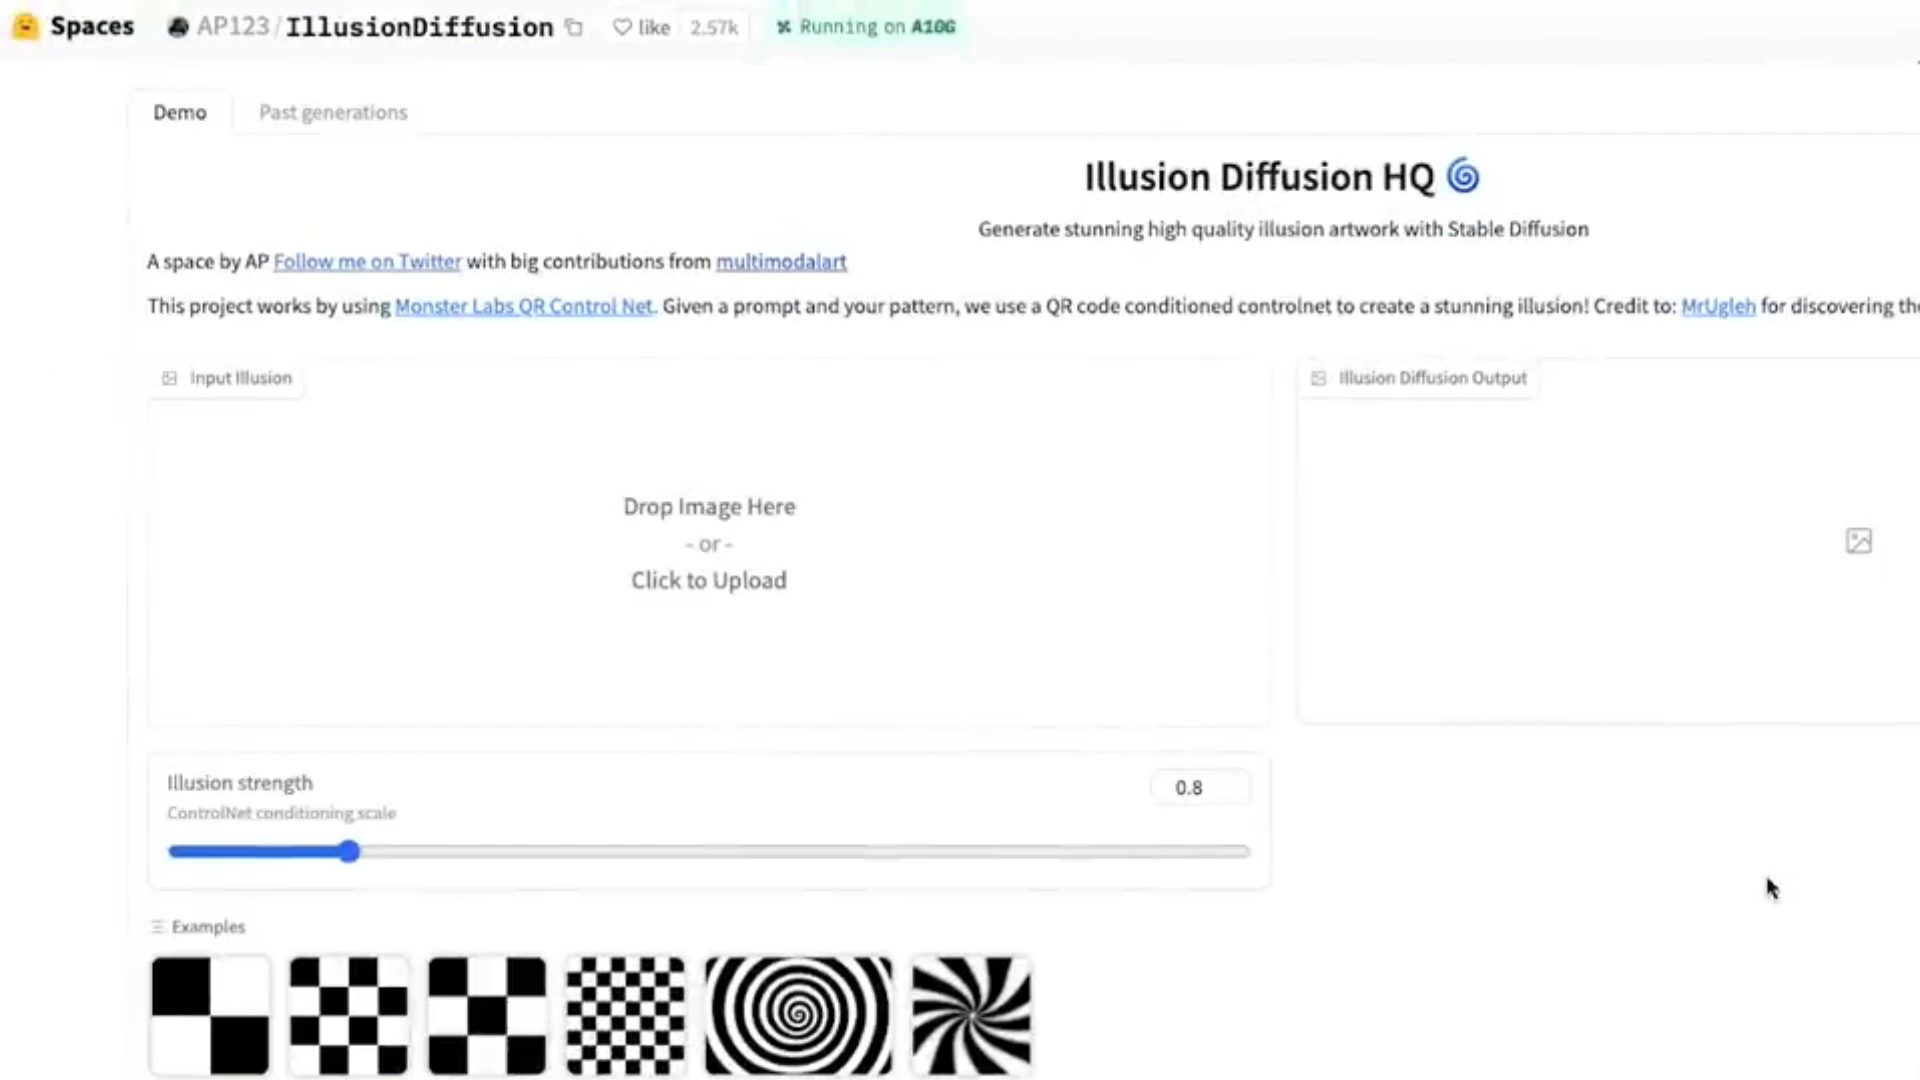 Spaces AP123/IllusionDiffusion like 2.57k Running on A10G
Demo Past generations
Illusion Diffusion HQ
Generate stunning high quality illusion artwork with Stable Diffusion
A space by AP Follow me on Twitter with big contributions from multimodalart
This project works by using Monster Labs QR Control Net. Given a prompt and your pattern, we use a QR code conditioned controlnet to create a stunning illusion! Credit to: MrUgleh for discovering
Input Illusion
Illusion Diffusion Output
Drop Image Here
- or -
Click to Upload
Illusion strength
0.8
ControlNet conditioning scale
Examples